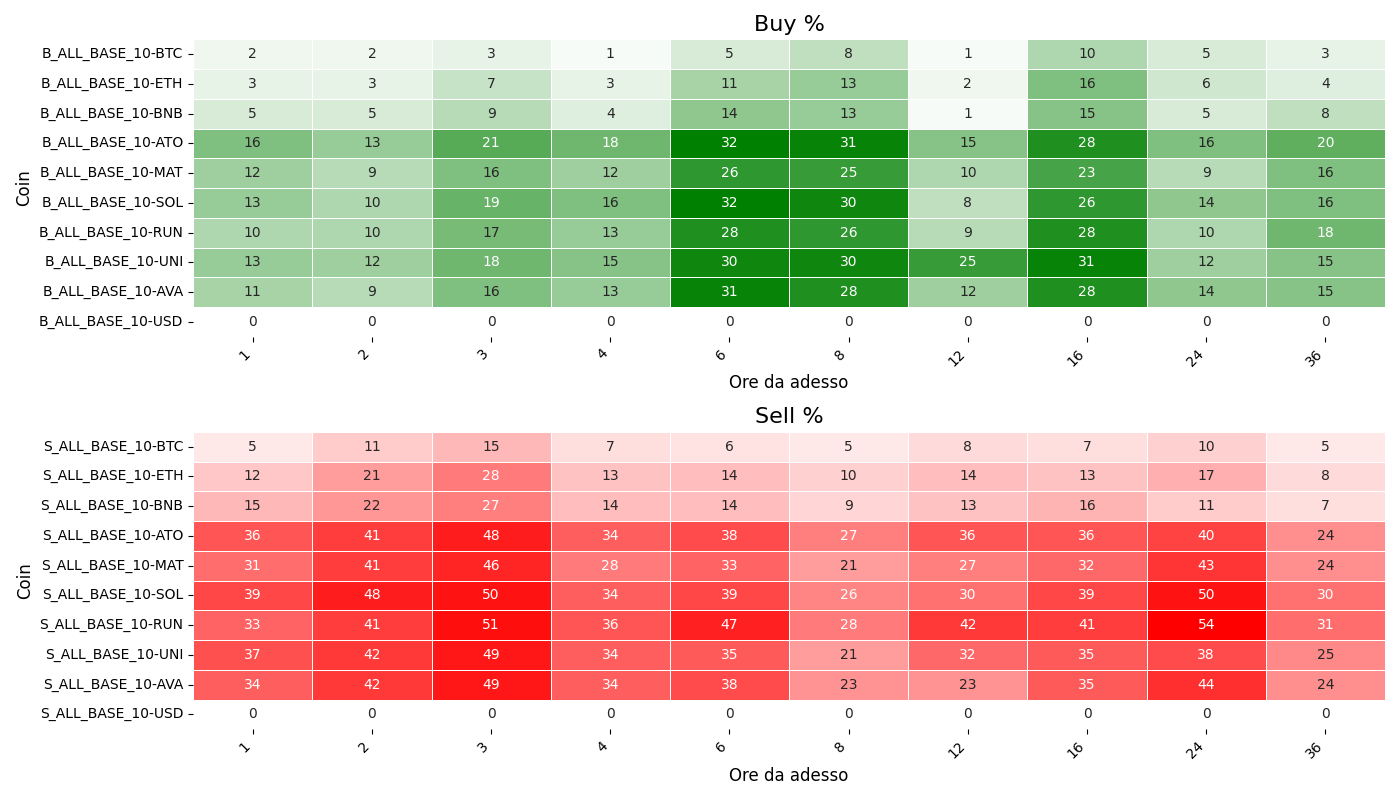 Buy %
Coin
B_ALL_BASE_10-BTC 2 2 3 1 5 8 1 10 5 3
B_ALL_BASE_10-ETH 3 3 7 3 11 13 2 16 6 4
B_ALL_BASE_10-BNB 5 5 9 4 14 13 1 15 5 8
B_ALL_BASE_10-ATO 16 13 21 18 32 31 15 28 16 20
B_ALL_BASE_10-MAT 12 9 16 12 26 25 10 23 9 16
B_ALL_BASE_10-SOL 13 10 19 16 32 30 8 26 14 16
B_ALL_BASE_10-RUN 10 10 17 13 28 26 9 28 10 18
B_ALL_BASE_10-UNI 13 12 18 15 30 30 25 31 12 15
B_ALL_BASE_10-AVA 11 9 16 13 31 28 12 28 14 15
B_ALL_BASE_10-USD 0 0 0 0 0 0 0 0 0 0
1 2 3 4 6 8 12 16 24 36
Ore da adesso
Sell %
Coin
S_ALL_BASE_10-BTC 5 11 15 7 6 5 8 7 10 5
S_ALL_BASE_10-ETH 12 21 28 13 14 10 14 13 17 8
S_ALL_BASE_10-BNB 15 22 27 14 14 9 13 16 11 7
S_ALL_BASE_10-ATO 36 41 48 34 38 27 36 36 40 24
S_ALL_BASE_10-MAT 31 41 46 28 33 21 27 32 43 24
S_ALL_BASE_10-SOL 39 48 50 34 39 26 30 39 50 30
S_ALL_BASE_10-RUN 33 41 51 36 47 28 42 41 54 31
S_ALL_BASE_10-UNI 37 42 49 34 35 21 32 35 38 25
S_ALL_BASE_10-AVA 34 42 49 34 38 23 23 35 44 24
S_ALL_BASE_10-USD 0 0 0 0 0 0 0 0 0 0
1 2 3 4 6 8 12 16 24 36
Ore da adesso